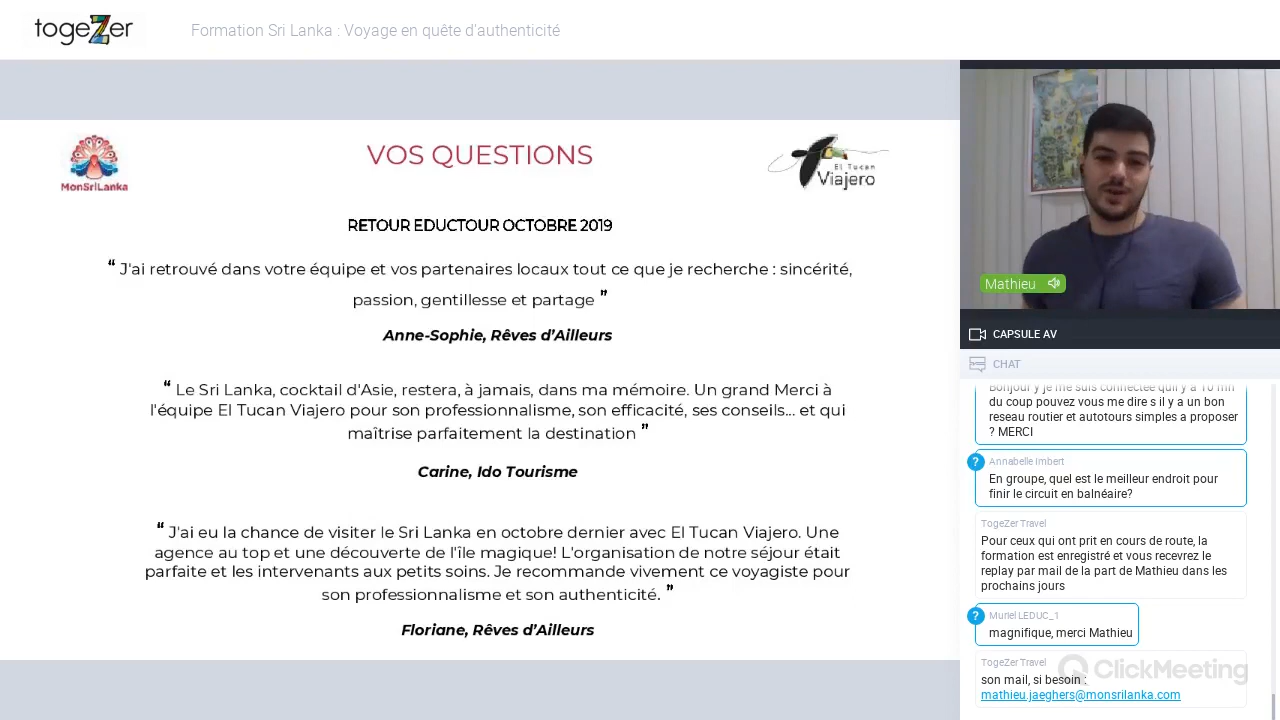 togeZer
Formation Sri Lanka : Voyage en quête d'authenticité
MonSriLanka
VOS QUESTIONS
El Tucan
Viajero
RETOUR EDUCTOUR OCTOBRE 2019
“ J'ai retrouvé dans votre équipe et vos partenaires locaux tout ce que je recherche : sincérité,
passion, gentillesse et partage ”
Anne-Sophie, Rêves d’Ailleurs
“ Le Sri Lanka, cocktail d'Asie, restera, à jamais, dans ma mémoire. Un grand Merci à
l'équipe El Tucan Viajero pour son professionnalisme, son efficacité, ses conseils... et qui
maîtrise parfaitement la destination ”
Carine, Ido Tourisme
“ J'ai eu la chance de visiter le Sri Lanka en octobre dernier avec El Tucan Viajero. Une
agence au top et une découverte de l'île magique! L'organisation de notre séjour était
parfaite et les intervenants aux petits soins. Je recommande vivement ce voyagiste pour
son professionnalisme et son authenticité. ”
Floriane, Rêves d’Ailleurs
Mathieu
CAPSULE AV
CHAT
Bonjour y je me suis connectée quil y a 10 mn
du coup pouvez vous me dire s il y a un bon
reseau routier et autotours simples a proposer
? MERCI
?
Annabelle Imbert
En groupe, quel est le meilleur endroit pour
finir le circuit en balnéaire?
TogeZer Travel
Pour ceux qui ont prit en cours de route, la
formation est enregistré et vous recevrez le
replay par mail de la part de Mathieu dans les
prochains jours
?
Muriel LEDUC_1
magnifique, merci Mathieu
TogeZer Travel
ClickMeeting
son mail, si besoin :
mathieu.jaeghers@monsrilanka.com